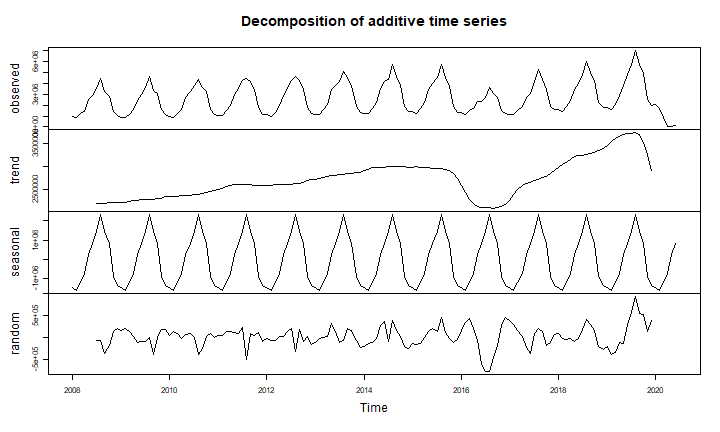 Decomposition of additive time series
observed
0e+00 3e+06 6e+06
trend
2500000 3500000
seasonal
-1e+06 1e+06
random
-5e+05 5e+05
2008 2010 2012 2014 2016 2018 2020
Time